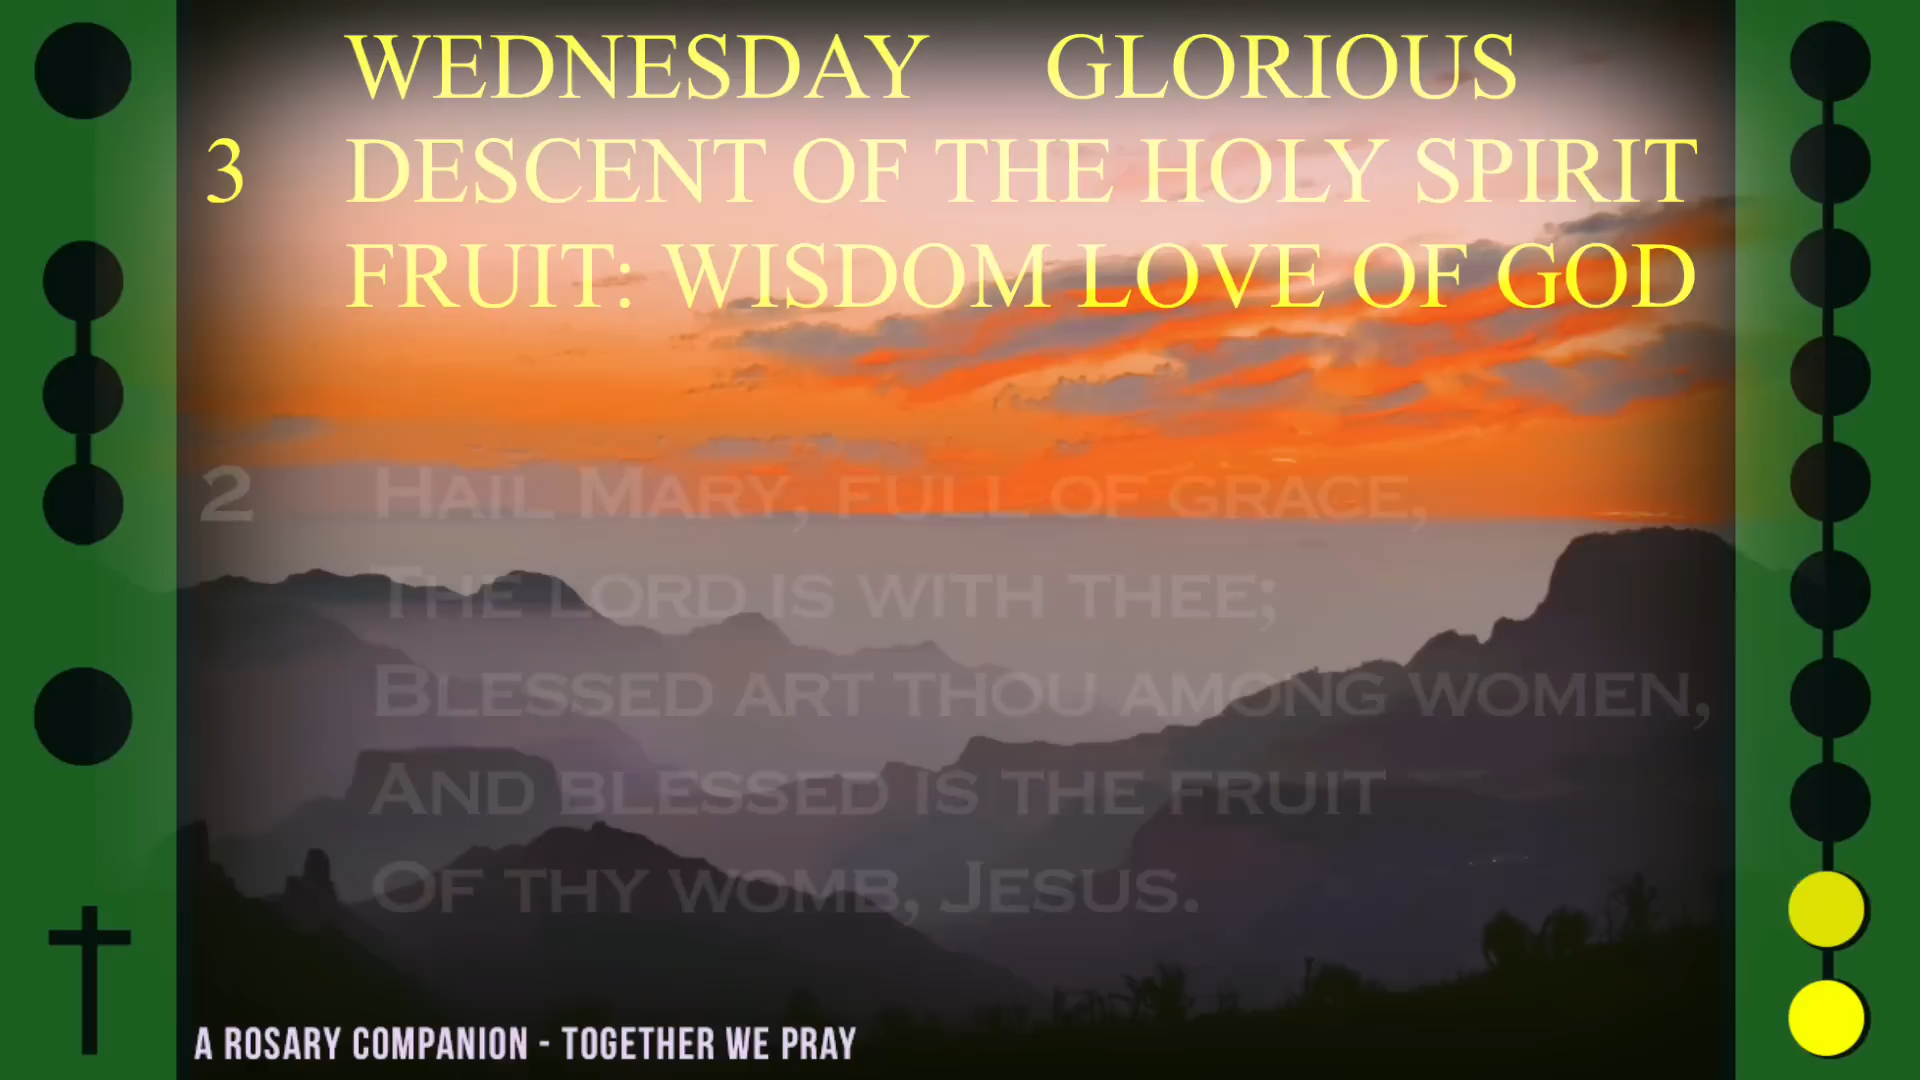 WEDNESDAY GLORIOUS
3 DESCENT OF THE HOLY SPIRIT
FRUIT: WISDOM LOVE OF GOD
2 HAIL MARY, FULL OF GRACE,
THE LORD IS WITH THEE;
BLESSED ART THOU AMONG WOMEN,
AND BLESSED IS THE FRUIT
OF THY WOMB, JESUS.
A ROSARY COMPANION - TOGETHER WE PRAY